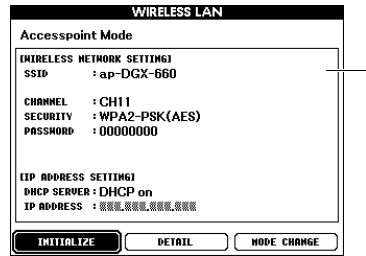 WIRELESS LAN
Accesspoint Mode
[WIRELESS NETWORK SETTING]
SSID : ap-DGX-660
CHANNEL : CH11
SECURITY : WPA2-PSK(AES)
PASSWORD : 00000000
[IP ADDRESS SETTING]
DHCP SERVER : DHCP on
IP ADDRESS :
INITIALIZE DETAIL MODE CHANGE